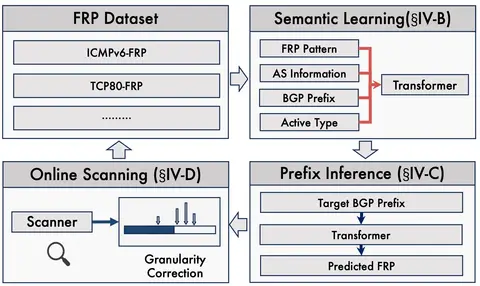 FRP Dataset
ICMPv6-FRP
TCP80-FRP
.........
Semantic Learning(§IV-B)
FRP Pattern
AS Information
BGP Prefix
Active Type
Transformer
Online Scanning (§IV-D)
Scanner
Granularity
Correction
Prefix Inference (§IV-C)
Target BGP Prefix
Transformer
Predicted FRP